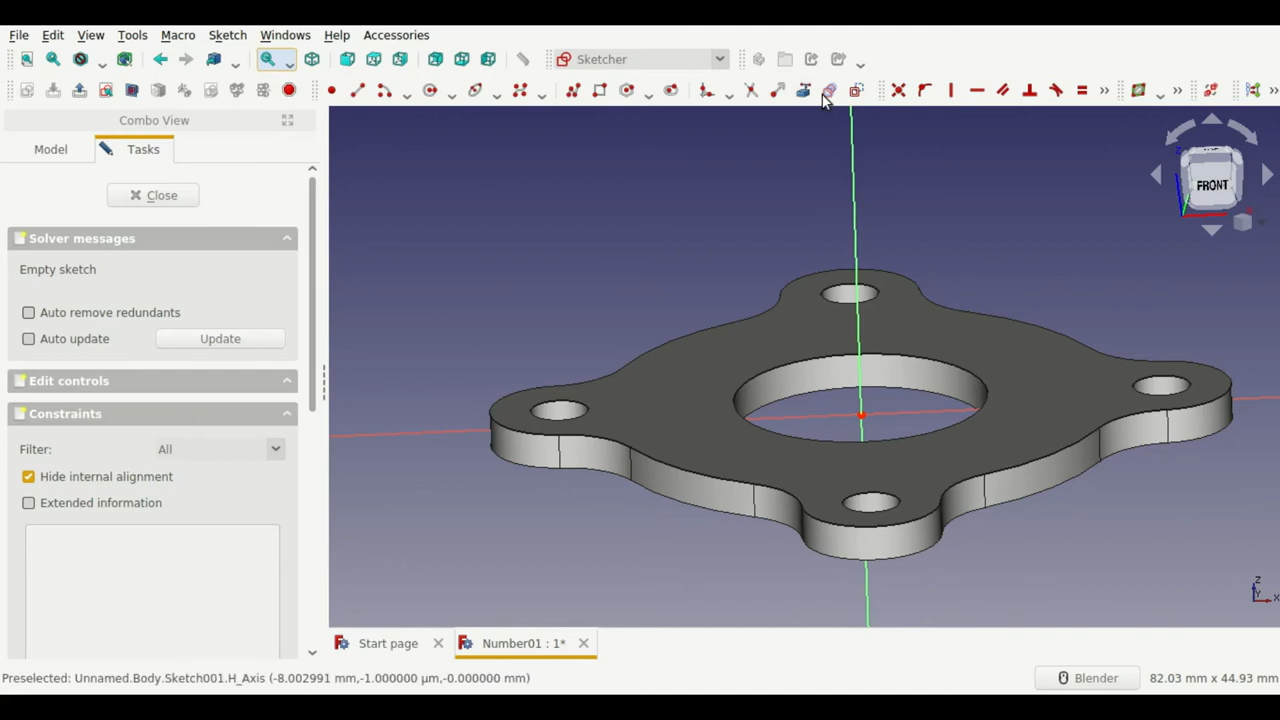 File Edit View Tools Macro Sketch Windows Help Accessories
Sketcher
Combo View
Model Tasks
Close
Solver messages
Empty sketch
Auto remove redundants
Auto update Update
Edit controls
Constraints
Filter: All
Hide internal alignment
Extended information
FRONT
Z
Y
X
Start page Number01 : 1*
Preselected: Unnamed.Body.Sketch001.H_Axis (-8.002991 mm,-1.000000 µm,-0.000000 mm) Blender 82.03 mm x 44.93 mm